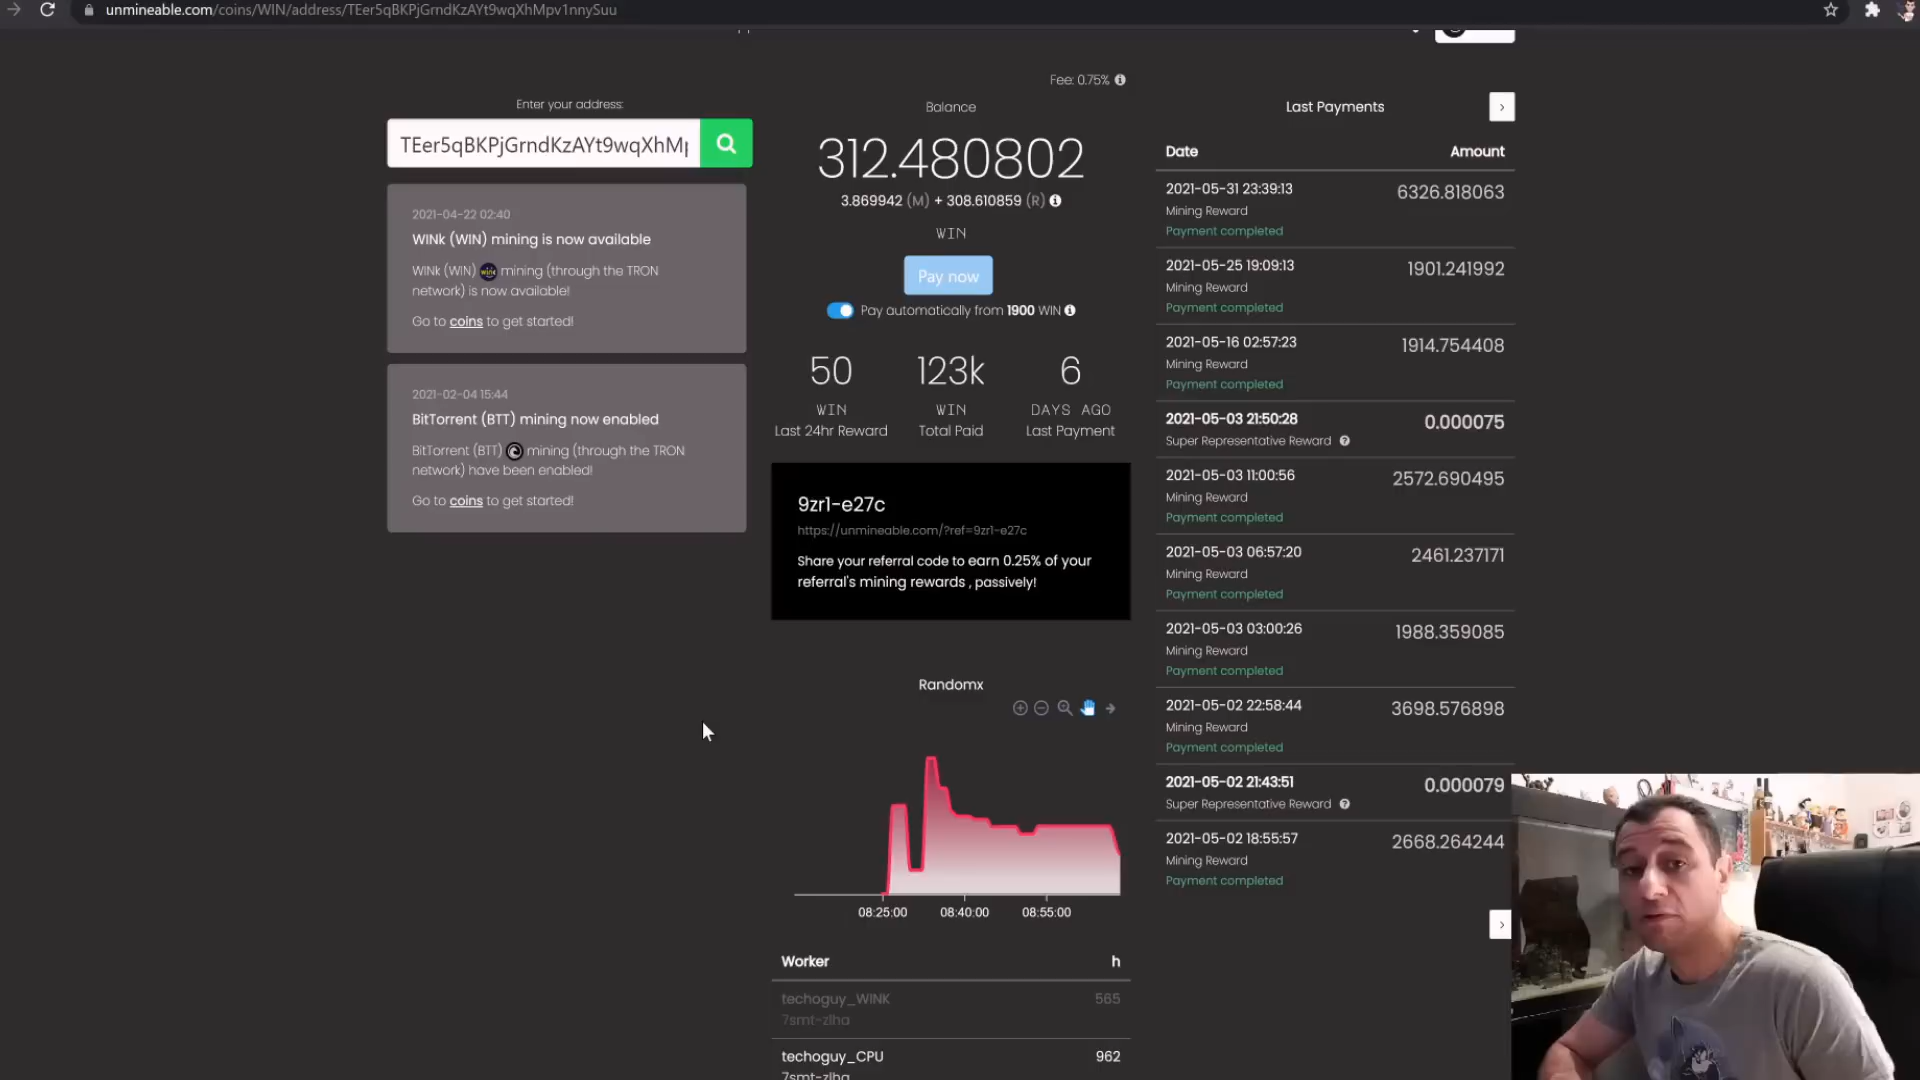 unmineable.com/coins/WIN/address/TEer5qBKPjGrndKzAYt9wqXhMpv1nnySuu
Fee: 0.75%
Enter your address:
TEer5qBKPjGrndKzAYt9wqXhMp
2021-04-22 02:40
WINk (WIN) mining is now available
WINk (WIN) mining (through the TRON
network) is now available!
Go to coins to get started!
2021-02-04 15:44
BitTorrent (BTT) mining now enabled
BitTorrent (BTT) mining (through the TRON
network) have been enabled!
Go to coins to get started!
Balance
312.480802
3.869942 (M) + 308.610859 (R)
WIN
Pay now
Pay automatically from 1900 WIN
50
WIN
Last 24hr Reward
123k
WIN
Total Paid
6
DAYS AGO
Last Payment
9zr1-e27c
https://unmineable.com/?ref=9zr1-e27c
Share your referral code to earn 0.25% of your
referral's mining rewards , passively!
Randomx
08:25:00 08:40:00 08:55:00
Worker h
techoguy_WINK 565
7smt-zlha
techoguy_CPU 962
7smt-zlha
Last Payments
Date Amount
2021-05-31 23:39:13 6326.818063
Mining Reward
Payment completed
2021-05-25 19:09:13 1901.241992
Mining Reward
Payment completed
2021-05-16 02:57:23 1914.754408
Mining Reward
Payment completed
2021-05-03 21:50:28 0.000075
Super Representative Reward
2021-05-03 11:00:56 2572.690495
Mining Reward
Payment completed
2021-05-03 06:57:20 2461.237171
Mining Reward
Payment completed
2021-05-03 03:00:26 1988.359085
Mining Reward
Payment completed
2021-05-02 22:58:44 3698.576898
Mining Reward
Payment completed
2021-05-02 21:43:51 0.000079
Super Representative Reward
2021-05-02 18:55:57 2668.264244
Mining Reward
Payment completed